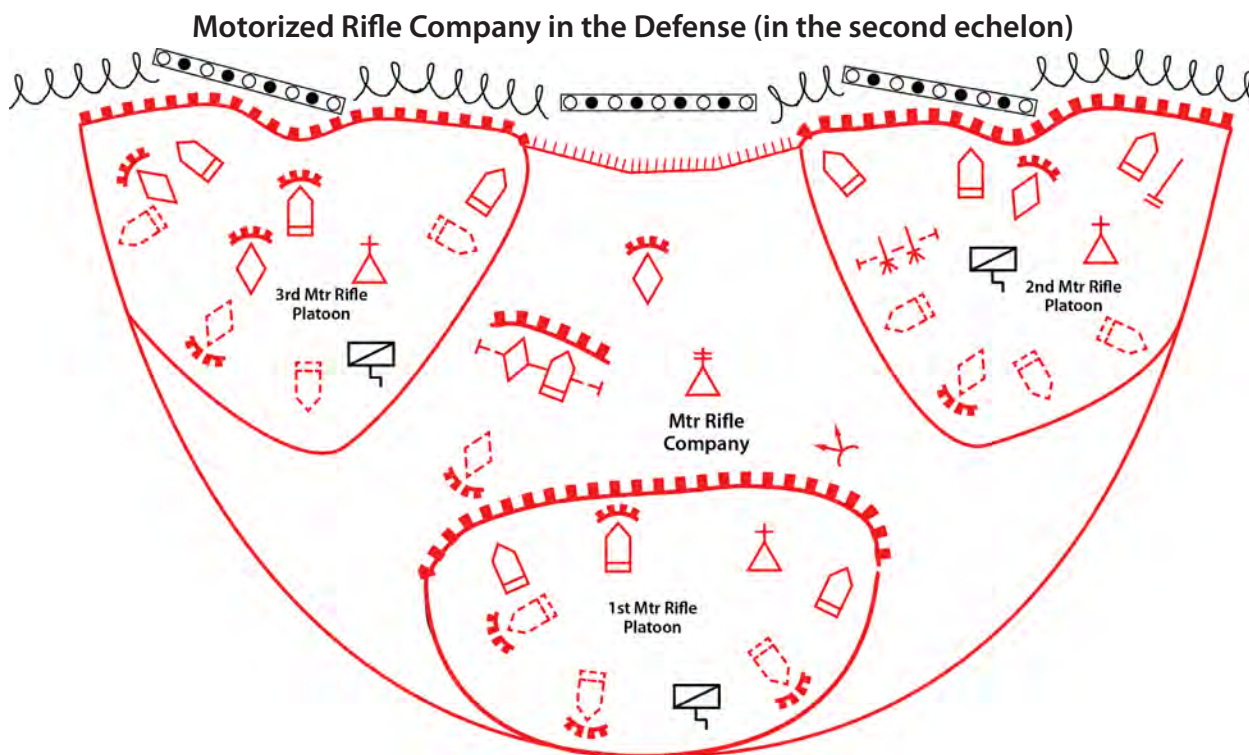 Motorized Rifle Company in the Defense (in the second echelon)
3rd Mtr Rifle
Platoon
2nd Mtr Rifle
Platoon
Mtr Rifle
Company
1st Mtr Rifle
Platoon